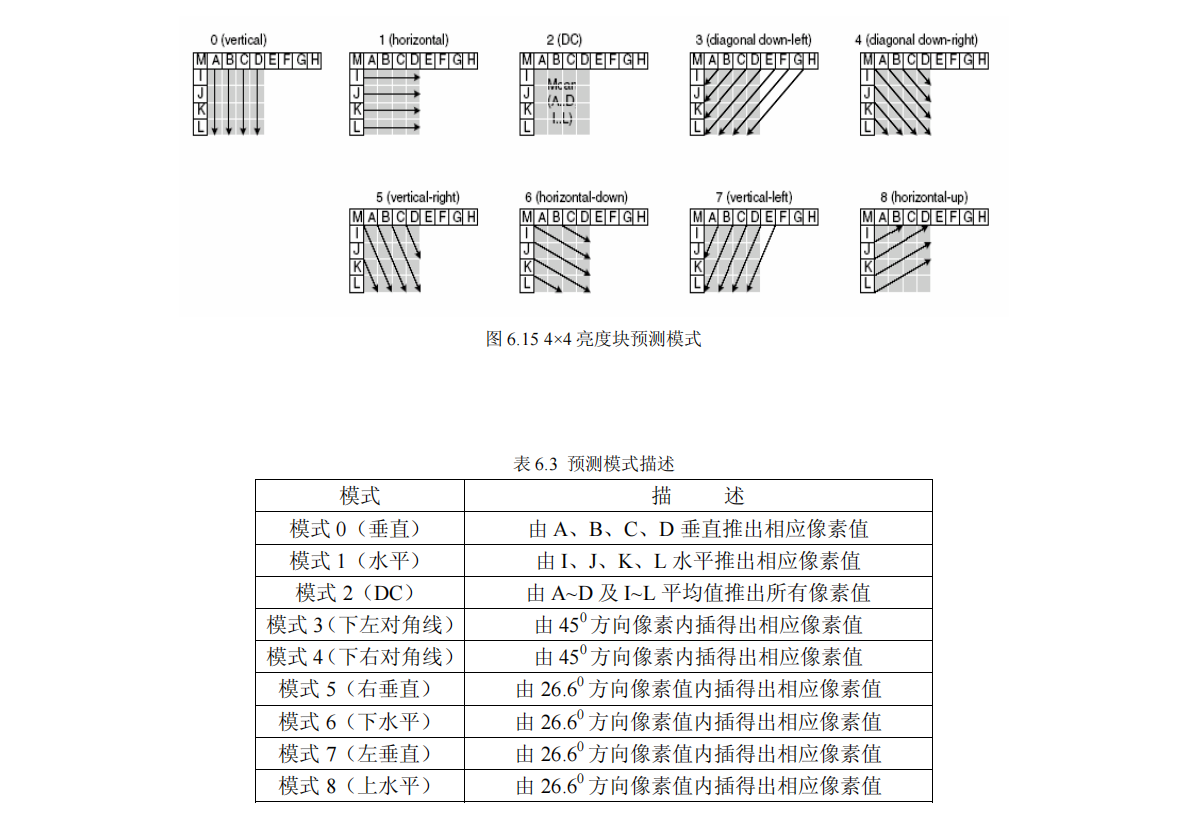 0 (vertical) 1 (horizontal) 2 (DC) 3 (diagonal down-left) 4 (diagonal down-right)
M A B C D E F G H M A B C D E F G H M A B C D E F G H M A B C D E F G H M A B C D E F G H
I I I Mean I I
J J J (A..D J J
K K K I..L) K K
L L L L L
5 (vertical-right) 6 (horizontal-down) 7 (vertical-left) 8 (horizontal-up)
M A B C D E F G H M A B C D E F G H M A B C D E F G H M A B C D E F G H
I I I I
J J J J
K K K K
L L L L
图 6.15 4×4 亮度块预测模式
表 6.3 预测模式描述
模式 描 述
模式 0（垂直） 由 A、B、C、D 垂直推出相应像素值
模式 1（水平） 由 I、J、K、L 水平推出相应像素值
模式 2（DC） 由 A~D 及 I~L 平均值推出所有像素值
模式 3（下左对角线） 由 45⁰ 方向像素内插得出相应像素值
模式 4（下右对角线） 由 45⁰ 方向像素内插得出相应像素值
模式 5（右垂直） 由 26.6⁰ 方向像素值内插得出相应像素值
模式 6（下水平） 由 26.6⁰ 方向像素值内插得出相应像素值
模式 7（左垂直） 由 26.6⁰ 方向像素值内插得出相应像素值
模式 8（上水平） 由 26.6⁰ 方向像素值内插得出相应像素值